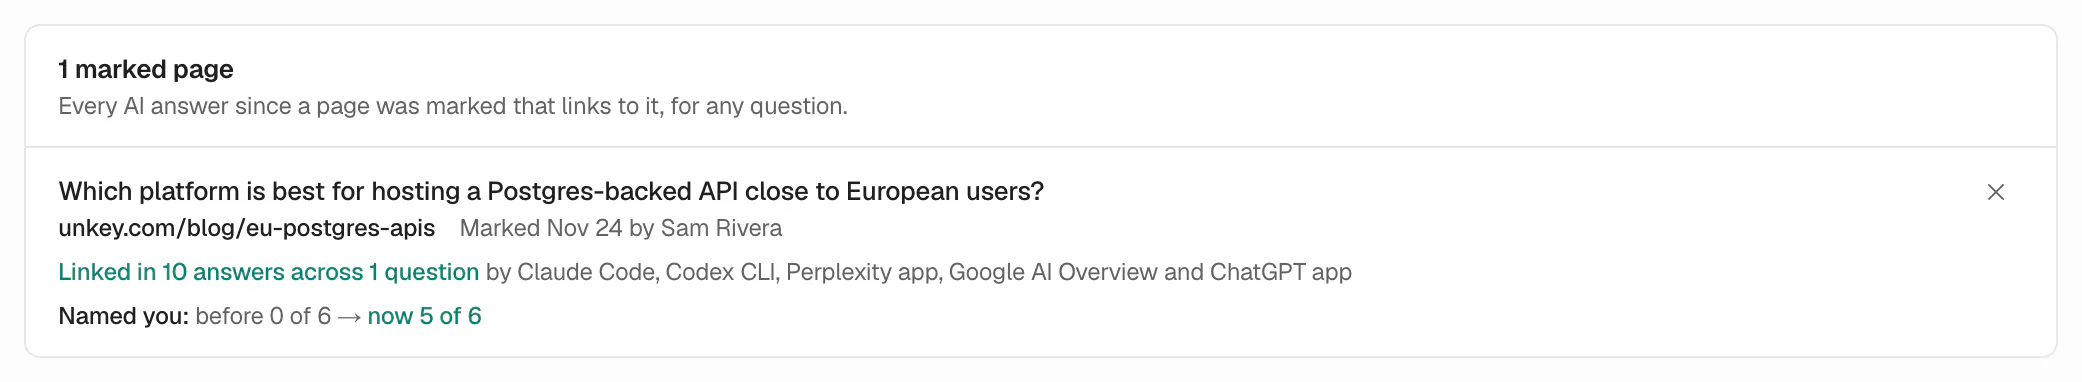 1 marked page
Every AI answer since a page was marked that links to it, for any question.
Which platform is best for hosting a Postgres-backed API close to European users?
unkey.com/blog/eu-postgres-apis Marked Nov 24 by Sam Rivera
Linked in 10 answers across 1 question by Claude Code, Codex CLI, Perplexity app, Google AI Overview and ChatGPT app
Named you: before 0 of 6 → now 5 of 6